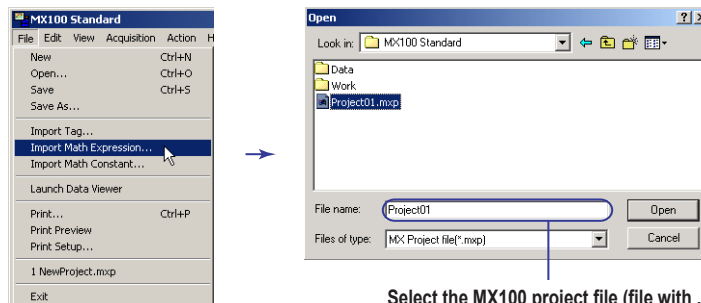 MX100 Standard
File Edit View Acquisition Action H
New Ctrl+N
Open... Ctrl+O
Save Ctrl+S
Save As...
Import Tag...
Import Math Expression...
Import Math Constant...
Launch Data Viewer
Print... Ctrl+P
Print Preview
Print Setup...
1 NewProject.mxp
Exit
Open
Look in: MX100 Standard
Data
Work
Project01.mxp
File name: Project01 Open
Files of type: MX Project file(*.mxp) Cancel
Select the MX100 project file (file with .